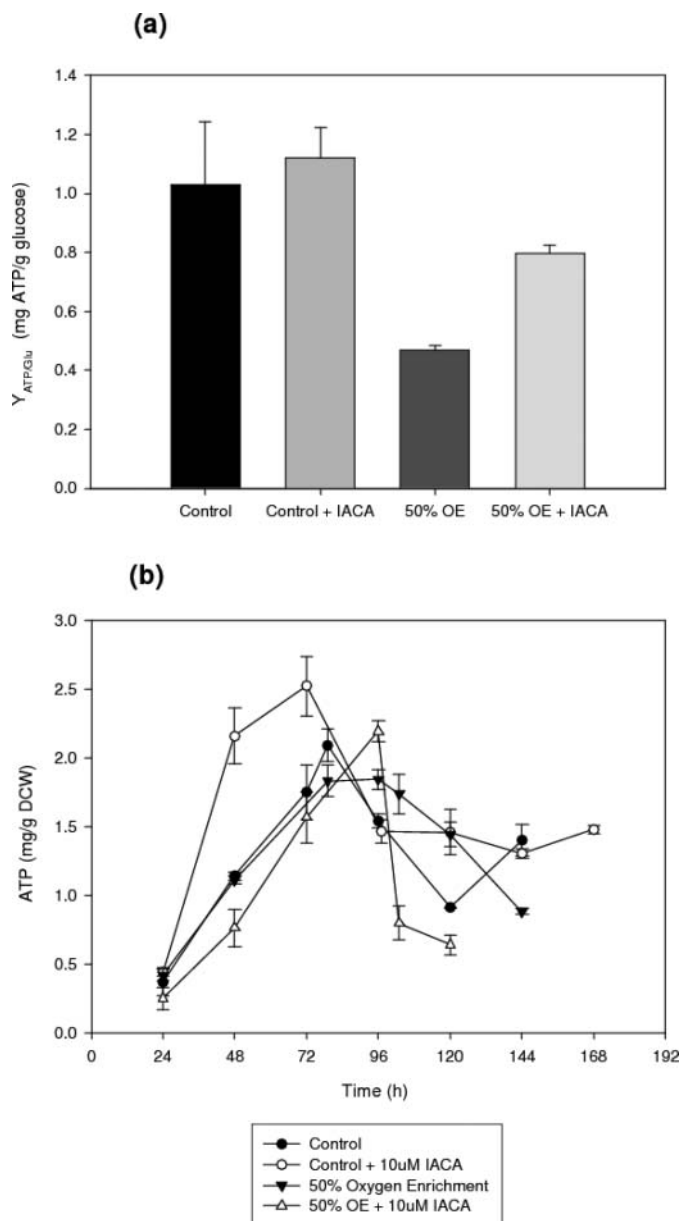 (a)
1.4
1.2
1.0
0.8
0.6
0.4
0.2
0.0
Y_ATP/Glu (mg ATP/g glucose)
Control
Control + IACA
50% OE
50% OE + IACA
(b)
3.0
2.5
2.0
1.5
1.0
0.5
0.0
ATP (mg/g DCW)
0 24 48 72 96 120 144 168 192
Time (h)
Control
Control + 10uM IACA
50% Oxygen Enrichment
50% OE + 10uM IACA